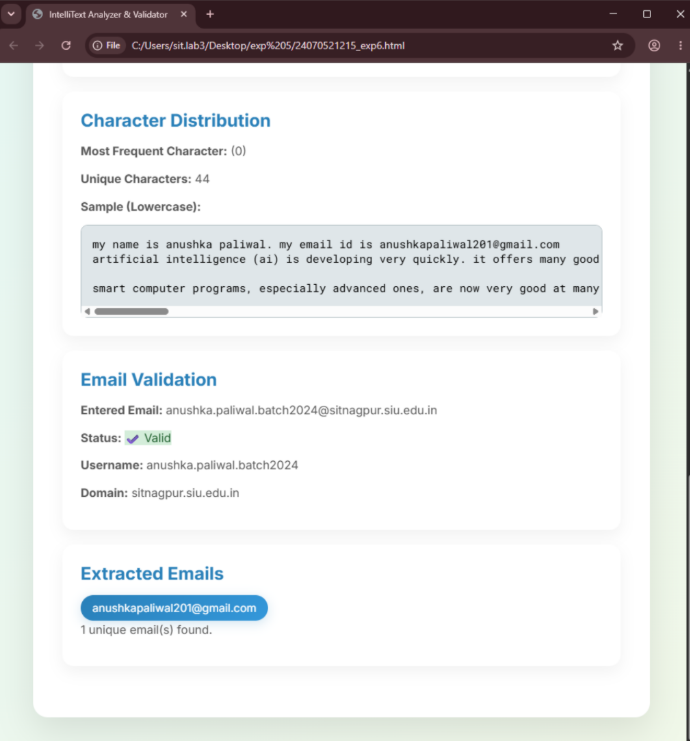 IntelliText Analyzer & Validator
File C:/Users/sit.lab3/Desktop/exp%205/24070521215_exp6.html
Character Distribution
Most Frequent Character: (0)
Unique Characters: 44
Sample (Lowercase):
my name is anushka paliwal. my email id is anushkapaliwal201@gmail.com
artificial intelligence (ai) is developing very quickly. it offers many good
smart computer programs, especially advanced ones, are now very good at many
Email Validation
Entered Email: anushka.paliwal.batch2024@sitnagpur.siu.edu.in
Status: ✔ Valid
Username: anushka.paliwal.batch2024
Domain: sitnagpur.siu.edu.in
Extracted Emails
anushkapaliwal201@gmail.com
1 unique email(s) found.